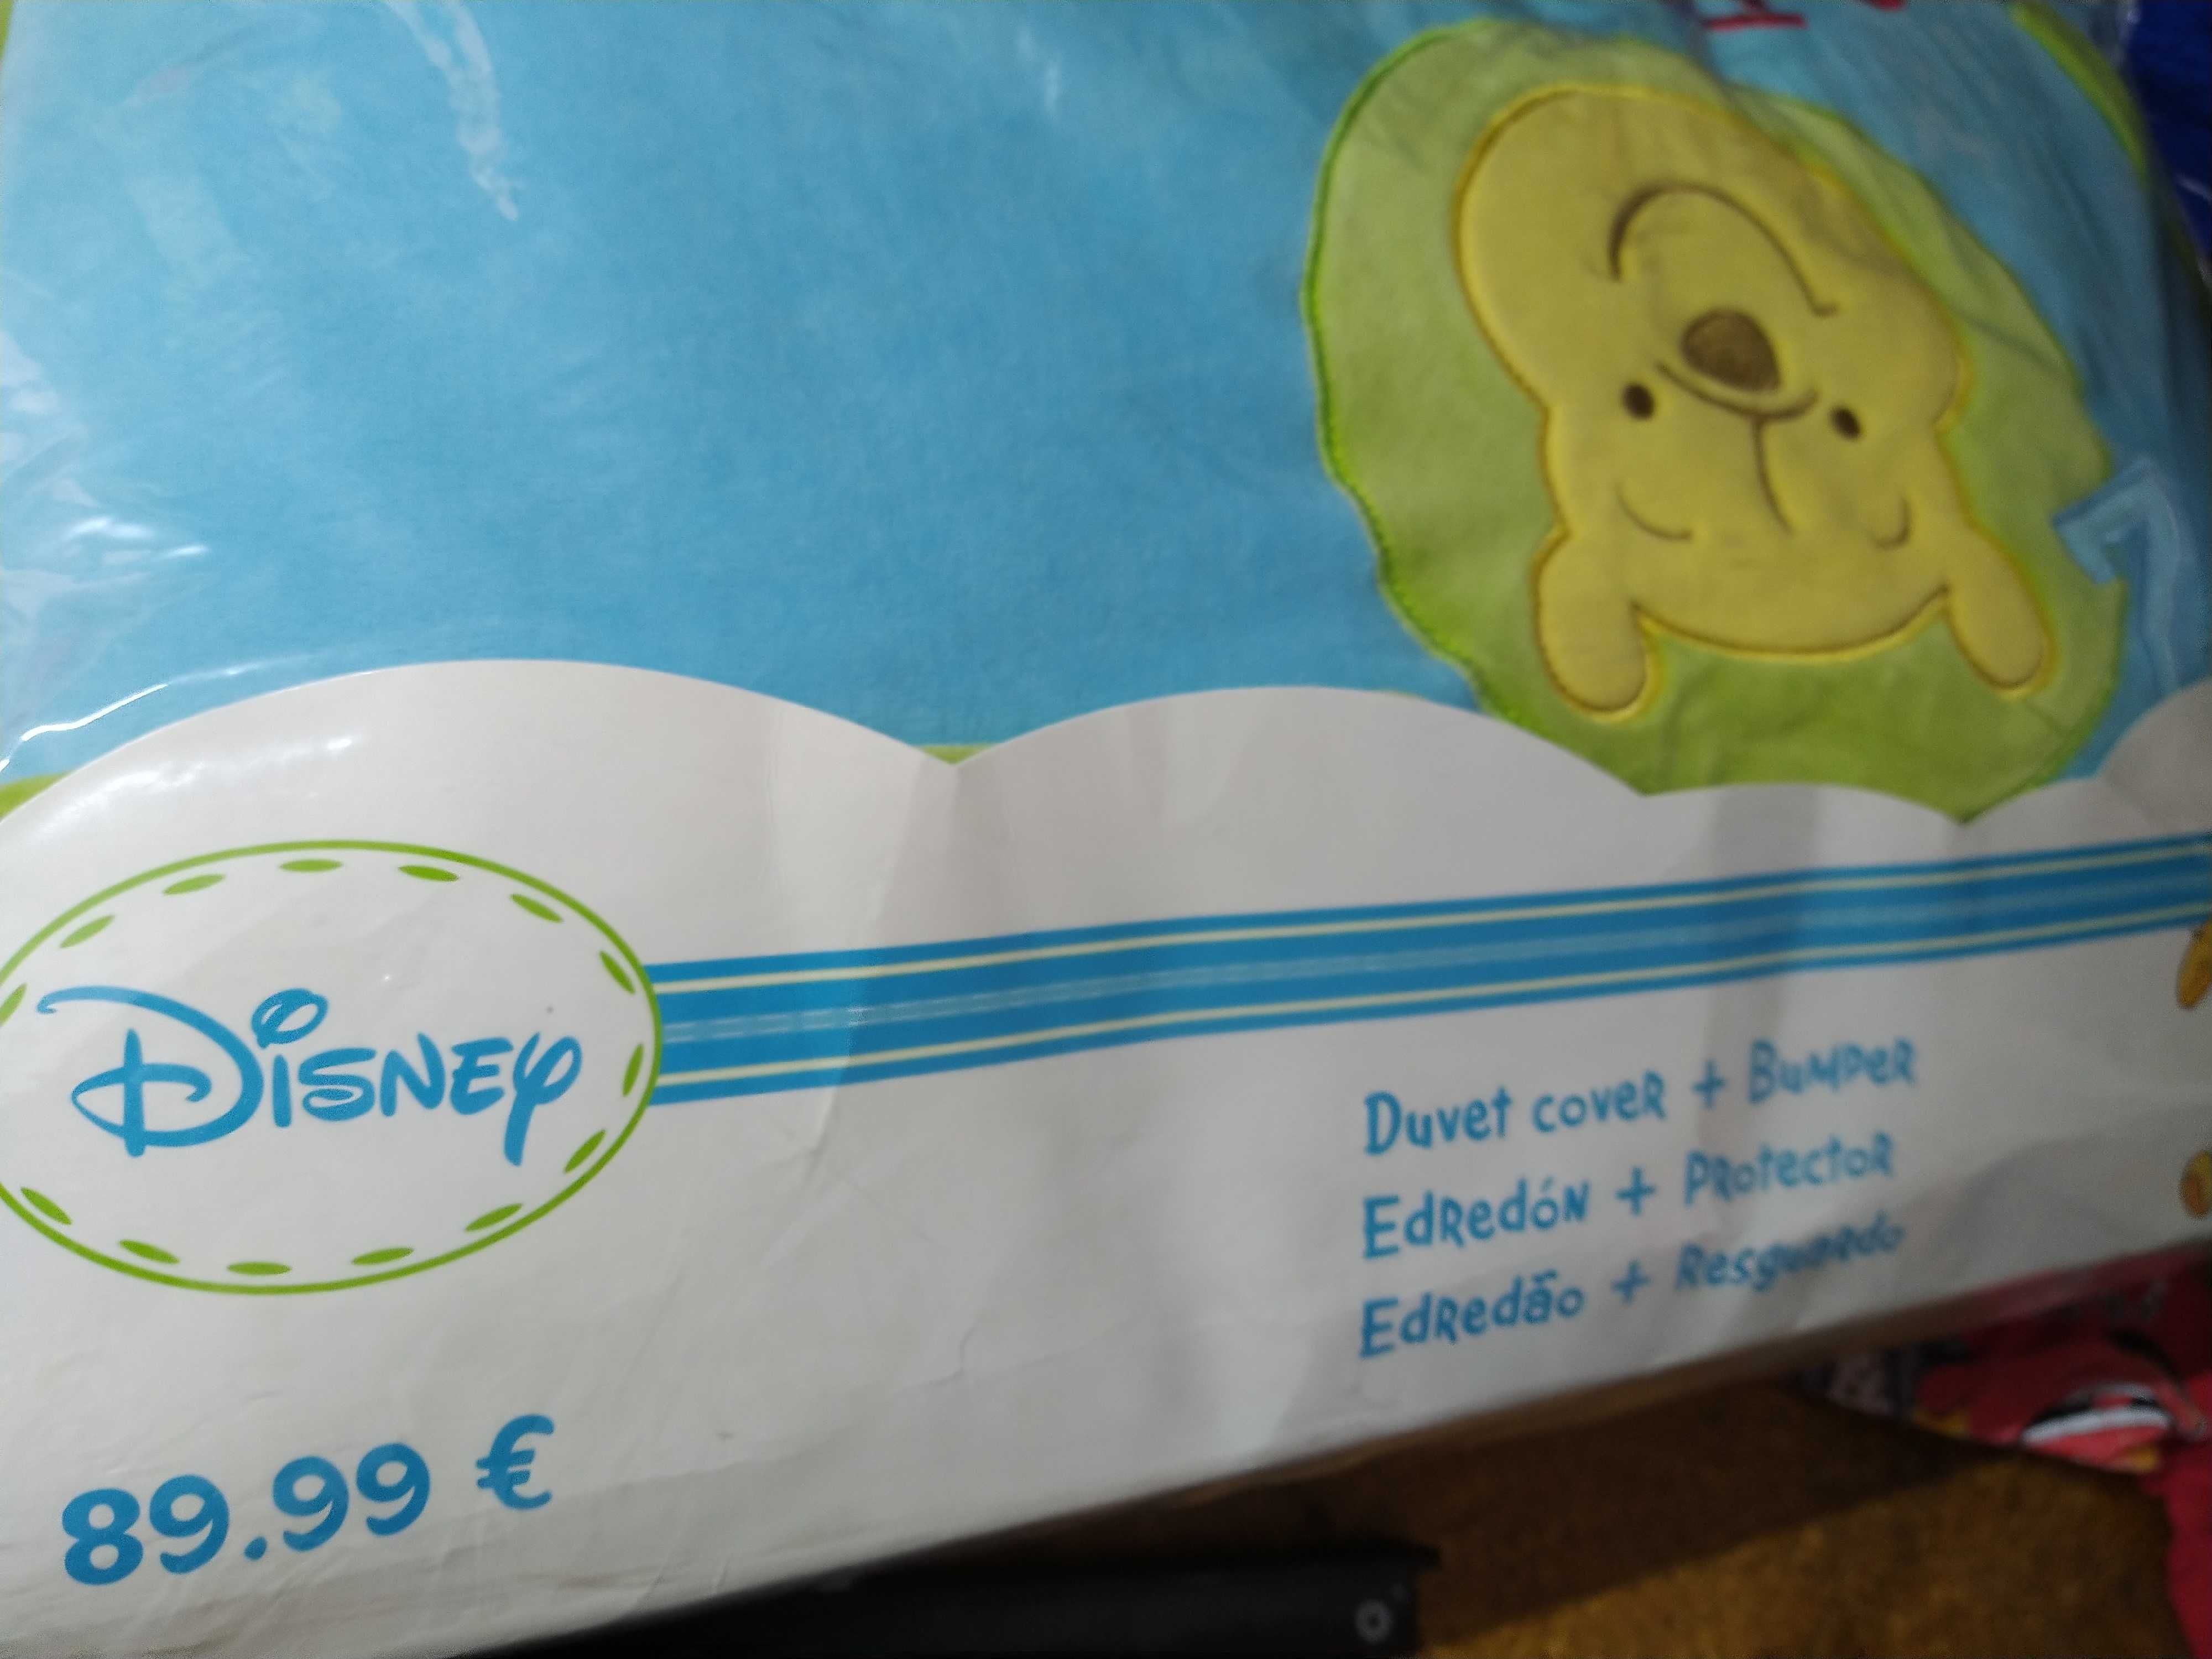 Disney
Duvet cover + Bumper
Edredón + Protector
Edredão + Resguardo
89.99 €